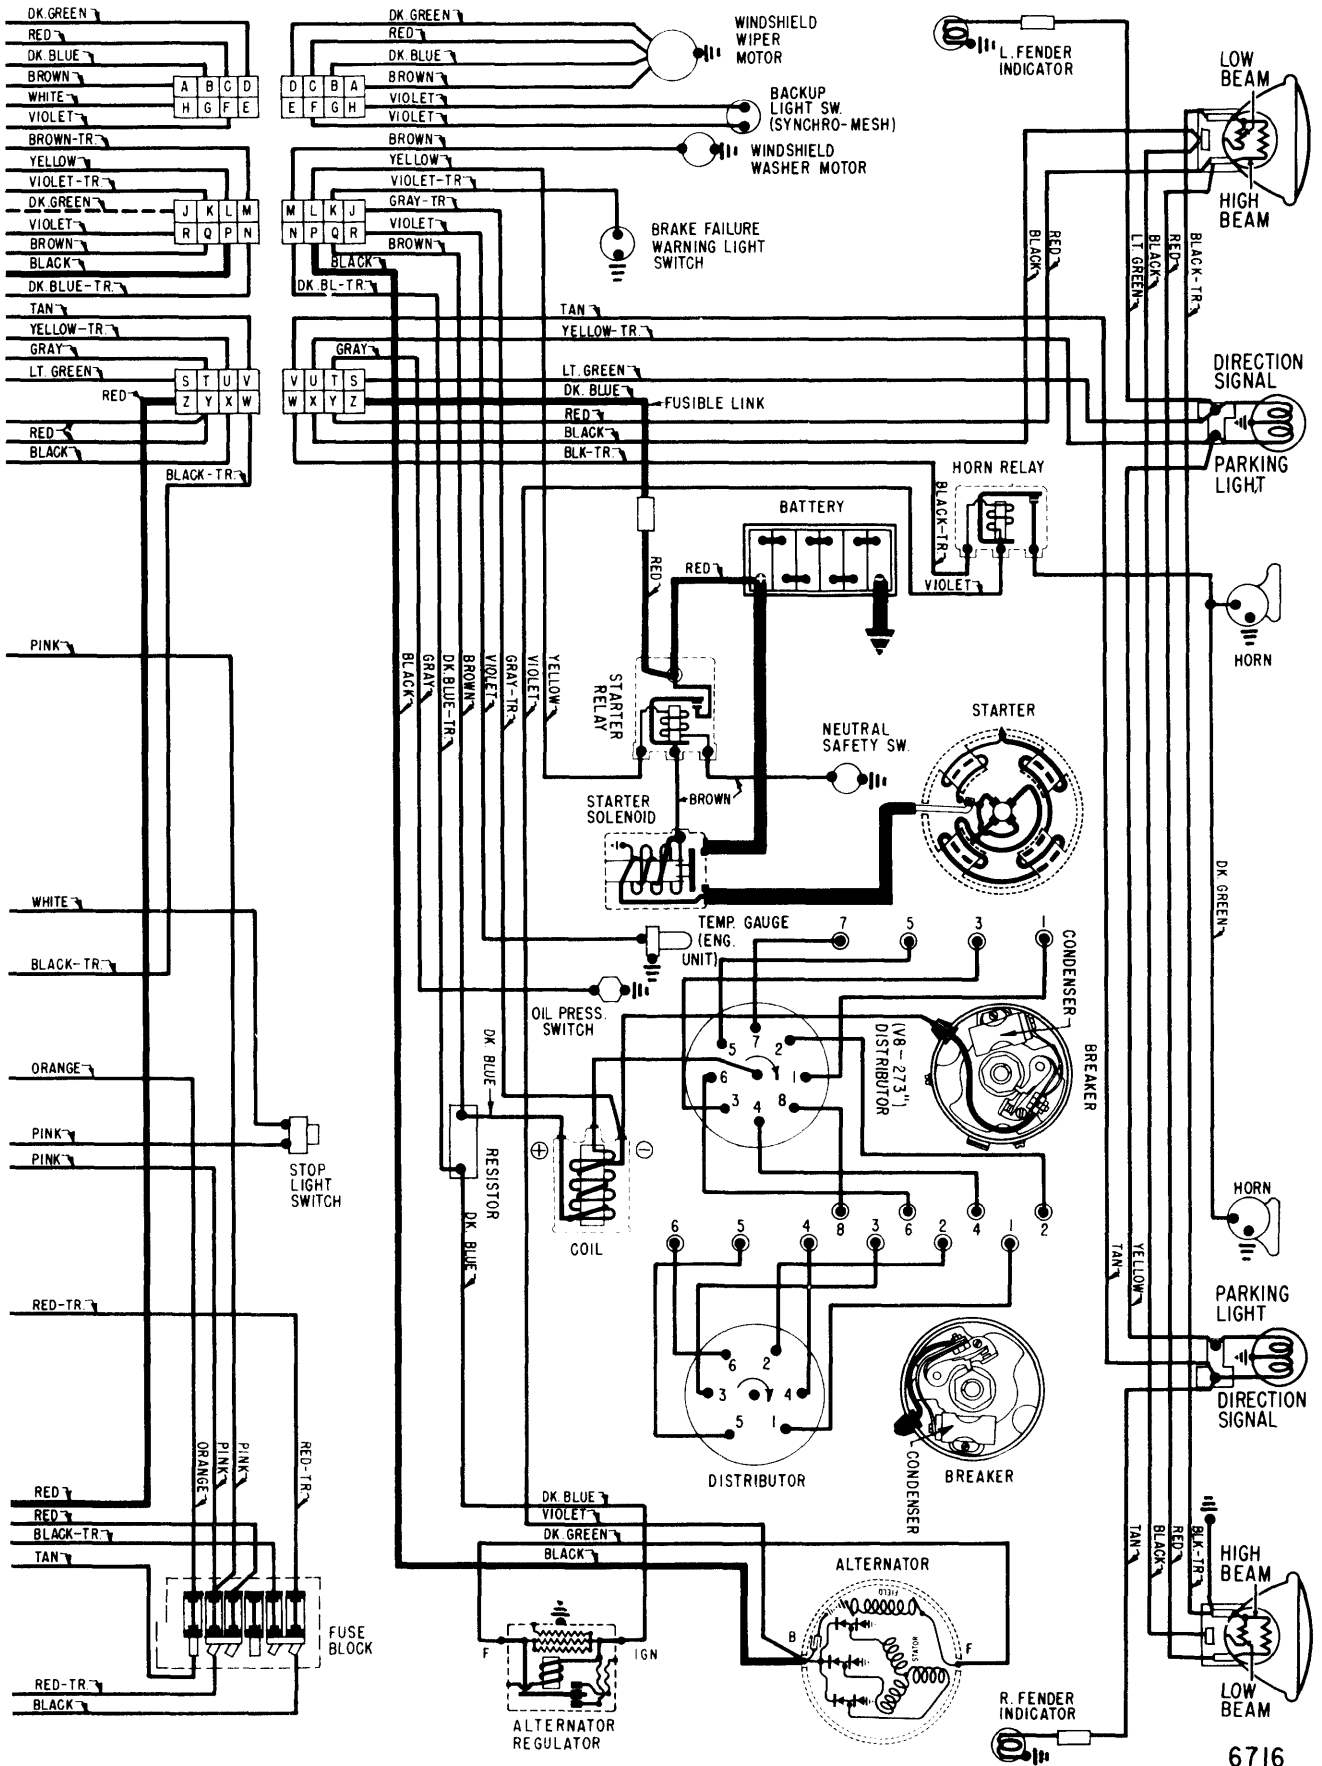 DK.GREEN
RED
DK.BLUE
BROWN
WHITE
VIOLET
BROWN-TR.
YELLOW
VIOLET-TR
DK.GREEN
VIOLET
BROWN
BLACK
DK.BLUE-TR.
TAN
YELLOW-TR.
GRAY
LT. GREEN
RED
RED
BLACK
BLACK-TR.
A B C D
H G F E
J K L M
R Q P N
S T U V
Z Y X W
D C B A
E F G H
M L K J
N P Q R
V U T S
W X Y Z
DK.GREEN
RED
DK.BLUE
BROWN
VIOLET
VIOLET
BROWN
YELLOW
VIOLET-TR
GRAY-TR.
VIOLET
BROWN
BLACK
DK.BL-TR.
GRAY
WINDSHIELD
WIPER
MOTOR
BACKUP
LIGHT SW.
(SYNCHRO-MESH)
WINDSHIELD
WASHER MOTOR
BRAKE FAILURE
WARNING LIGHT
SWITCH
TAN
YELLOW-TR.
LT. GREEN
DK. BLUE
FUSIBLE LINK
RED
BLACK
BLK-TR.
L. FENDER
INDICATOR
LOW
BEAM
HIGH
BEAM
BLACK
RED
LT GREEN
BLACK
RED
BLACK-TR.
DIRECTION
SIGNAL
PARKING
LIGHT
HORN RELAY
BLACK-TR.
VIOLET
BATTERY
RED
RED
HORN
PINK
BLACK
GRAY
DK.BLUE-TR.
BROWN
VIOLET
GRAY-TR.
VIOLET
YELLOW
STARTER
RELAY
NEUTRAL
SAFETY SW.
STARTER
BROWN
STARTER
SOLENOID
DK GREEN
WHITE
BLACK-TR.
TEMP. GAUGE
(ENG.
UNIT)
7 5 3 1
CONDENSER
OIL PRESS.
SWITCH
DK BLUE
5 7 2
6 1
3 4 8
(V8-273")
DISTRIBUTOR
BREAKER
ORANGE
PINK
PINK
STOP
LIGHT
SWITCH
RESISTOR
+ −
COIL
DK. BLUE
8 6 4 2
6 5 4 3 2 1
HORN
TAN
YELLOW
RED-TR.
PARKING
LIGHT
DIRECTION
SIGNAL
6 2
3 4
5 1
DISTRIBUTOR
CONDENSER
BREAKER
ORANGE
PINK
PINK
RED-TR.
RED
RED
BLACK-TR.
TAN
DK. BLUE
VIOLET
DK. GREEN
BLACK
ALTERNATOR
FIELD
STATOR
B
F
TAN
BLACK
RED
BLK-TR.
HIGH
BEAM
LOW
BEAM
FUSE
BLOCK
F
IGN
ALTERNATOR
REGULATOR
RED-TR.
BLACK
R. FENDER
INDICATOR
6716